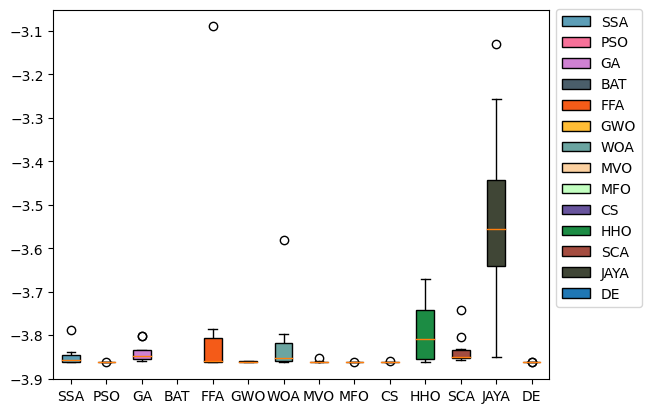 −3.1
−3.2
−3.3
−3.4
−3.5
−3.6
−3.7
−3.8
−3.9
SSA PSO GA BAT FFA GWO WOA MVO MFO CS HHO SCA JAYA DE
SSA
PSO
GA
BAT
FFA
GWO
WOA
MVO
MFO
CS
HHO
SCA
JAYA
DE